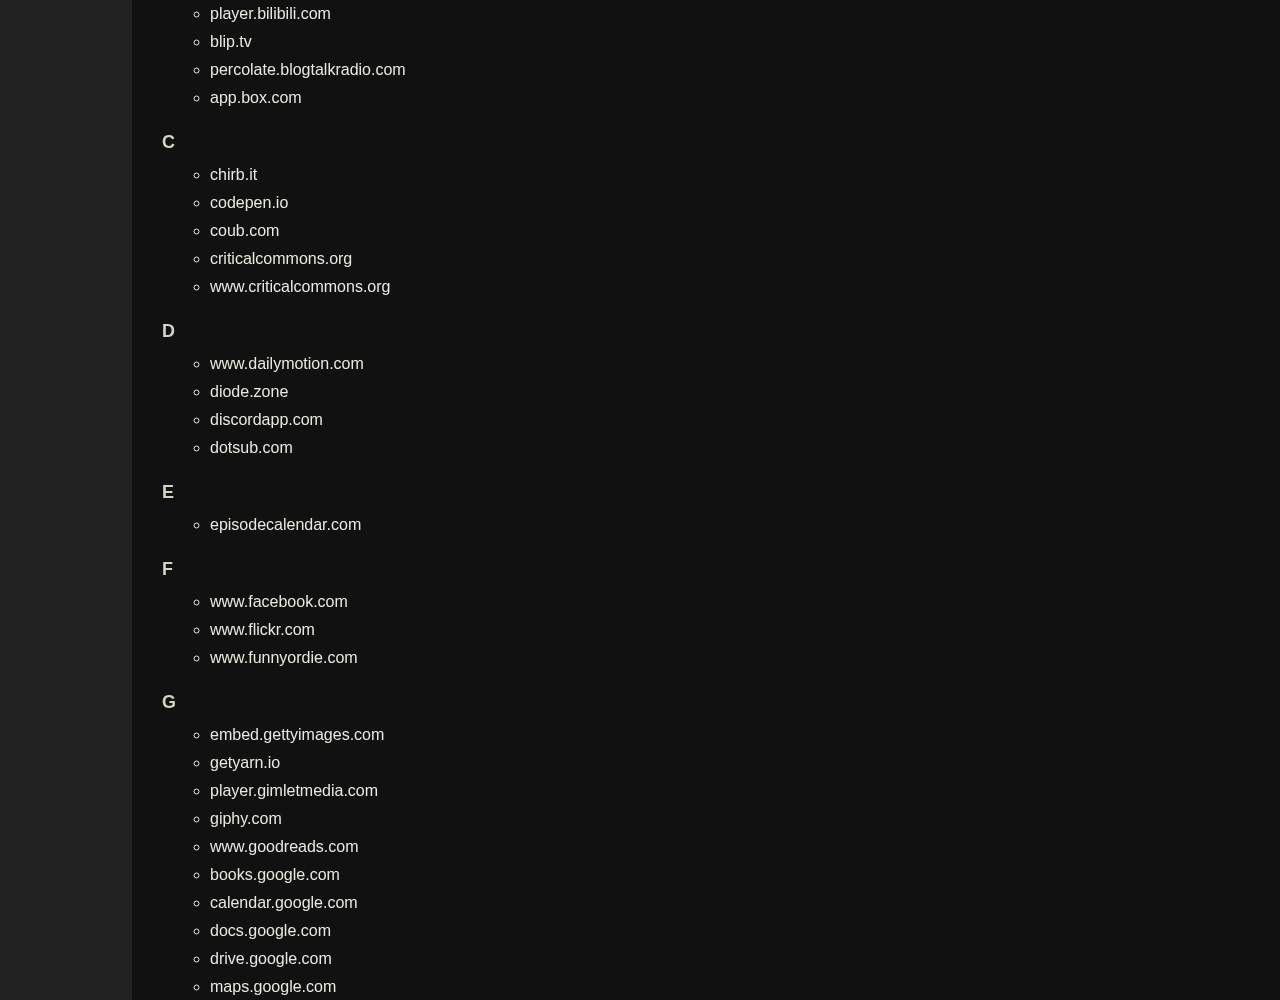 player.bilibili.com
blip.tv
percolate.blogtalkradio.com
app.box.com
C
chirb.it
codepen.io
coub.com
criticalcommons.org
www.criticalcommons.org
D
www.dailymotion.com
diode.zone
discordapp.com
dotsub.com
E
episodecalendar.com
F
www.facebook.com
www.flickr.com
www.funnyordie.com
G
embed.gettyimages.com
getyarn.io
player.gimletmedia.com
giphy.com
www.goodreads.com
books.google.com
calendar.google.com
docs.google.com
drive.google.com
maps.google.com